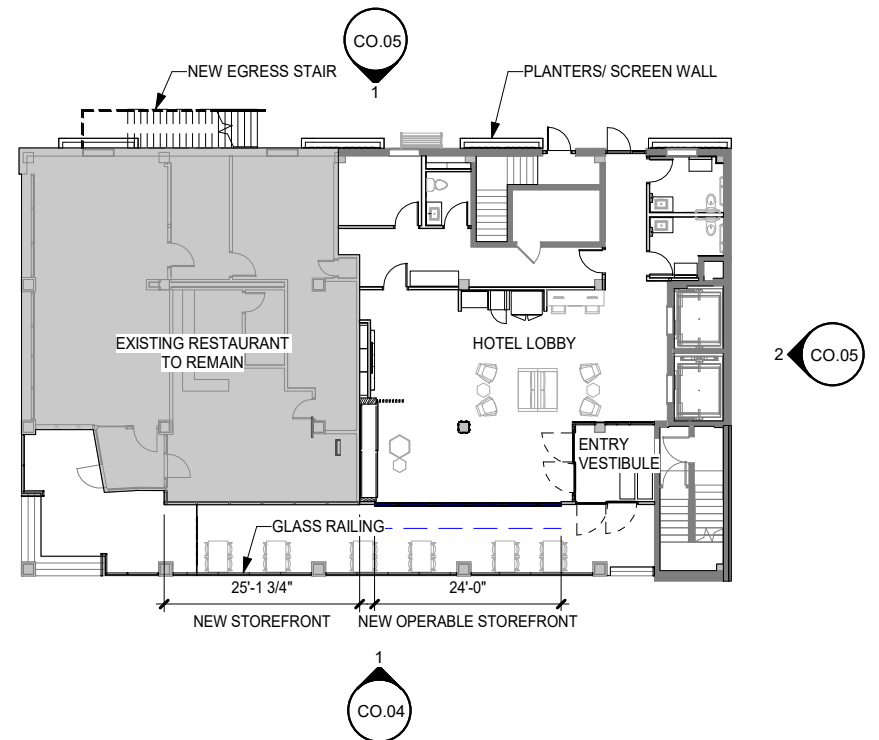 CO.05
1
NEW EGRESS STAIR
PLANTERS/ SCREEN WALL
EXISTING RESTAURANT
TO REMAIN
HOTEL LOBBY
2
CO.05
ENTRY
VESTIBULE
GLASS RAILING
25'-1 3/4"
24'-0"
NEW STOREFRONT
NEW OPERABLE STOREFRONT
1
CO.04